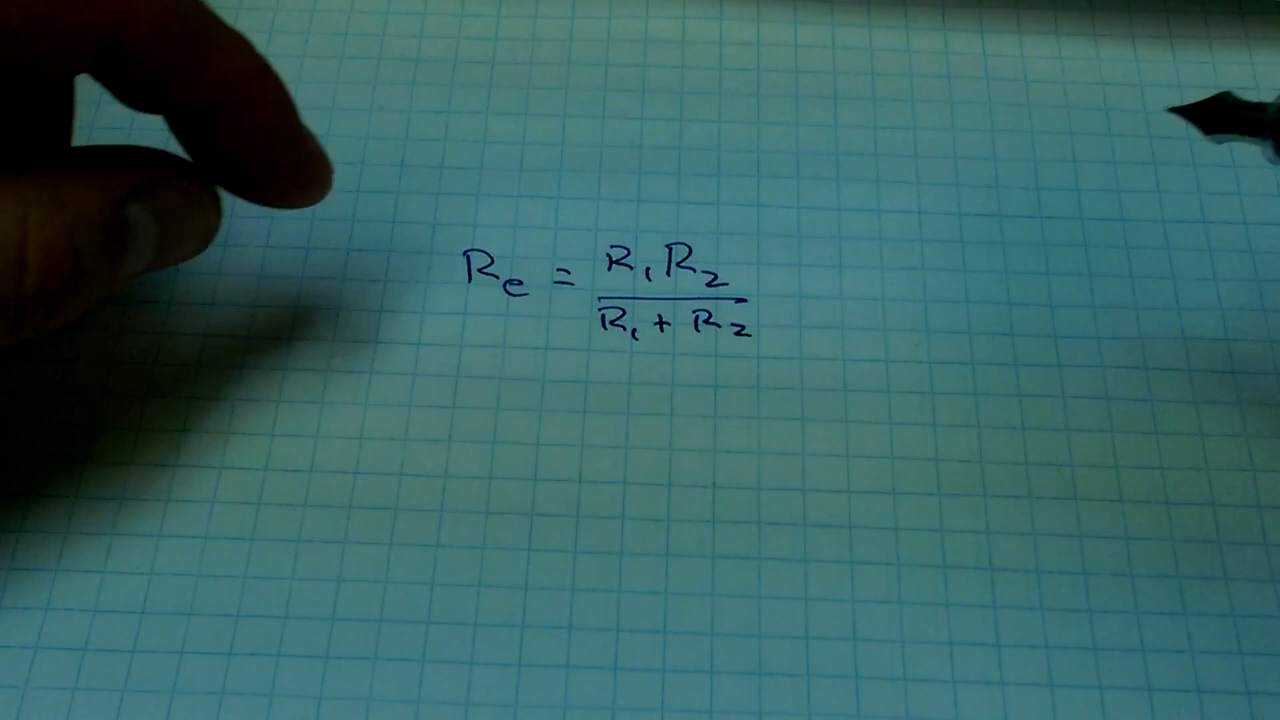 Re = R1R2 / R1 + R2